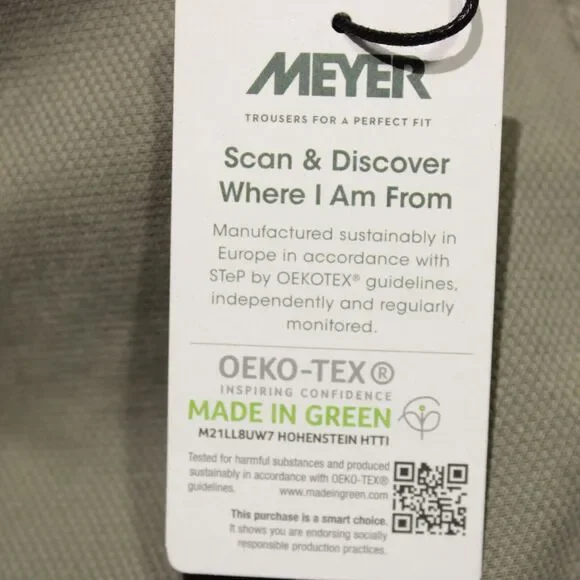 MEYER
TROUSERS FOR A PERFECT FIT
Scan & Discover
Where I Am From
Manufactured sustainably in
Europe in accordance with
STeP by OEKOTEX® guidelines,
independently and regularly
monitored.
OEKO-TEX®
INSPIRING CONFIDENCE
MADE IN GREEN
M21LL8UW7 HOHENSTEIN HTTI
Tested for harmful substances and produced
sustainably in accordance with OEKO-TEX®
guidelines. www.madeingreen.com
This purchase is a smart choice.
It shows you are endorsing socially
responsible production practices.